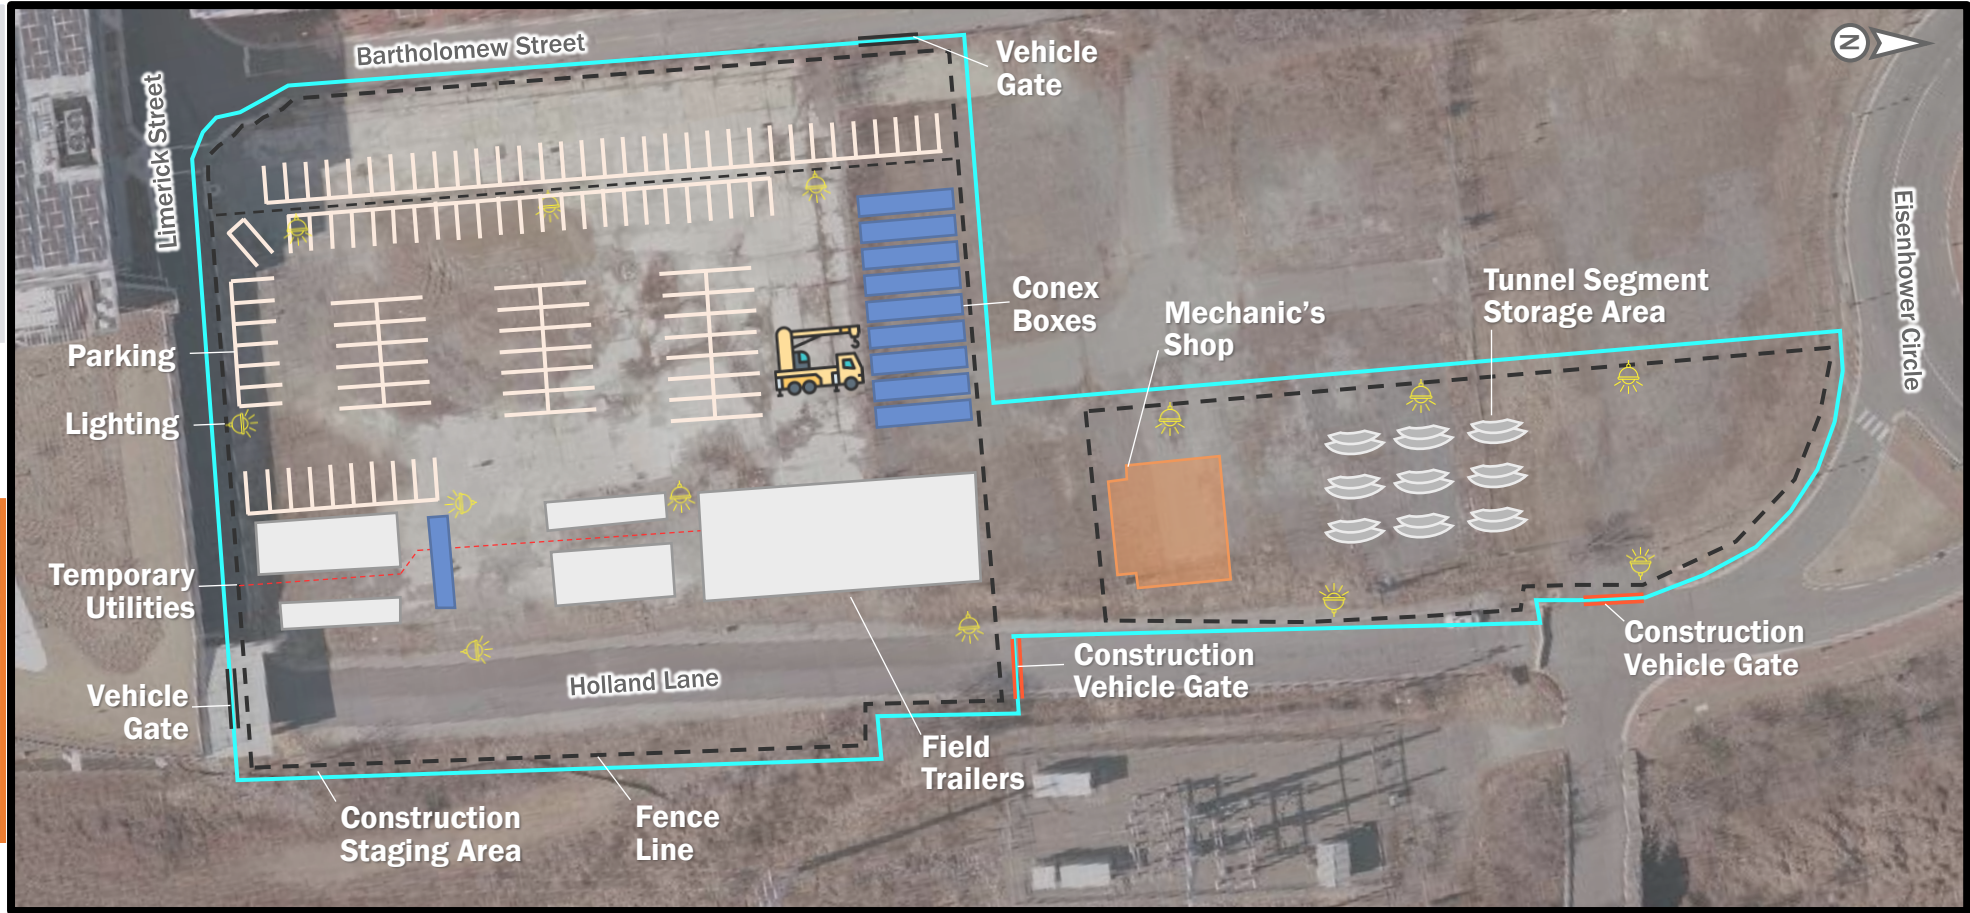 Bartholomew Street
Vehicle
Gate
N
Limerick Street
Eisenhower Circle
Tunnel Segment
Storage Area
Conex
Boxes
Mechanic's
Shop
Parking
Lighting
Temporary
Utilities
Construction
Vehicle Gate
Construction
Vehicle Gate
Holland Lane
Vehicle
Gate
Field
Trailers
Construction
Staging Area
Fence
Line